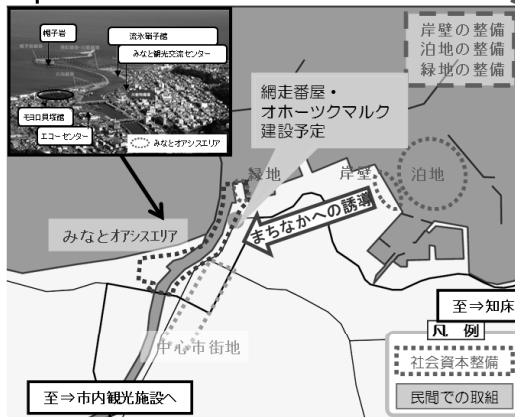 帽子岩
流氷硝子館
みなと観光交流センター
モヨロ貝塚館
エコーセンター
みなとオアシスエリア
岸壁の整備
泊地の整備
緑地の整備
網走番屋・
オホーツクマルク
建設予定
緑地
岸壁
泊地
みなとオアシスエリア
まちなかへの誘導
中心市街地
至⇒知床
至⇒市内観光施設へ
凡 例
社会資本整備
民間での取組